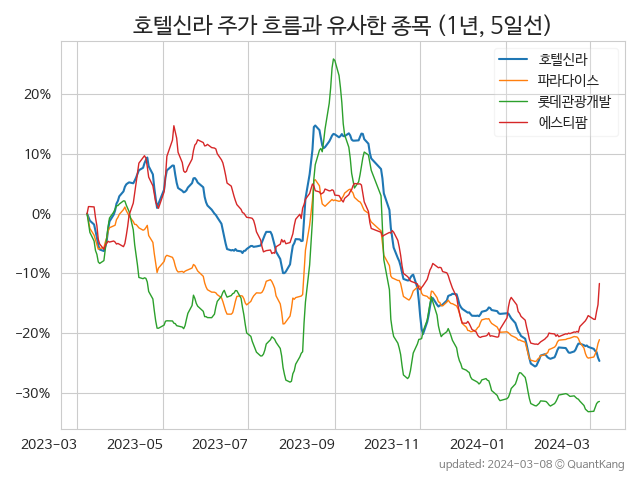 호텔신라 주가 흐름과 유사한 종목 (1년, 5일선)
호텔신라
파라다이스
롯데관광개발
에스티팜
20%
10%
0%
−10%
−20%
−30%
2023−03 2023−05 2023−07 2023−09 2023−11 2024−01 2024−03
updated: 2024-03-08 © QuantKang